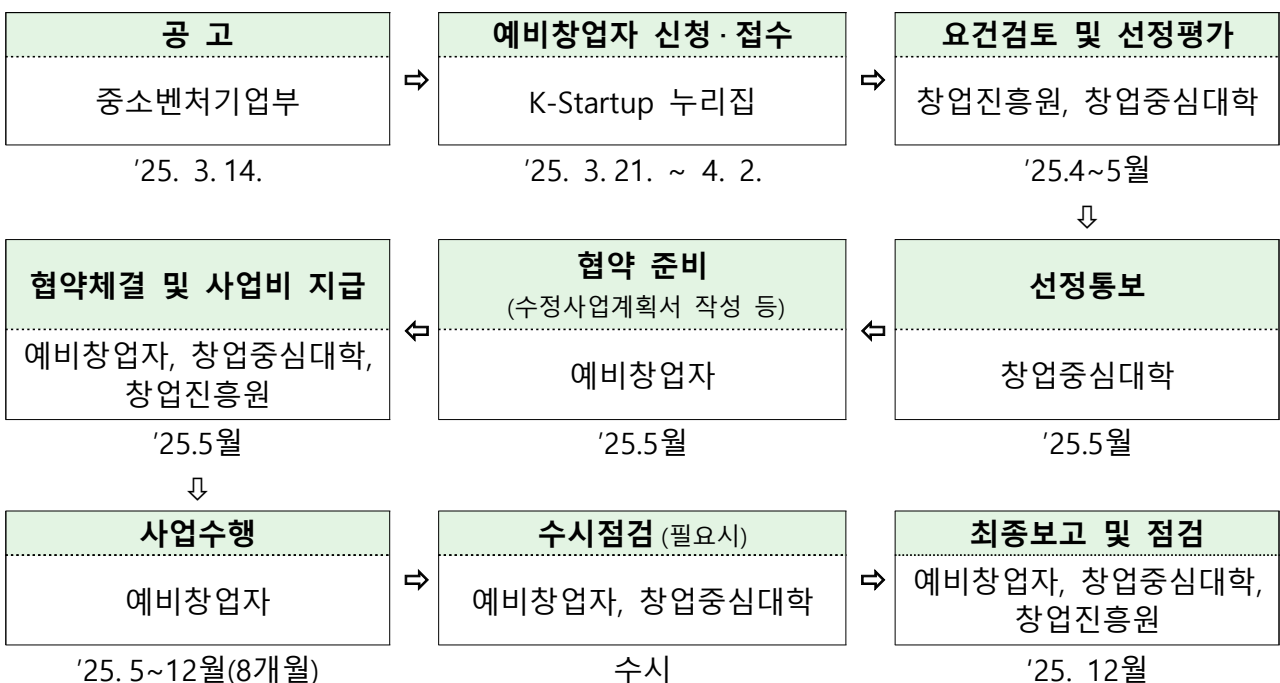 공 고
중소벤처기업부
'25. 3. 14.
⇨
예비창업자 신청 · 접수
K-Startup 누리집
'25. 3. 21. ~ 4. 2.
⇨
요건검토 및 선정평가
창업진흥원, 창업중심대학
'25.4~5월
⇩
선정통보
창업중심대학
'25.5월
⇦
협약 준비
(수정사업계획서 작성 등)
예비창업자
'25.5월
⇦
협약체결 및 사업비 지급
예비창업자, 창업중심대학,
창업진흥원
'25.5월
⇩
사업수행
예비창업자
'25. 5~12월(8개월)
⇨
수시점검 (필요시)
예비창업자, 창업중심대학
수시
⇨
최종보고 및 점검
예비창업자, 창업중심대학,
창업진흥원
'25. 12월